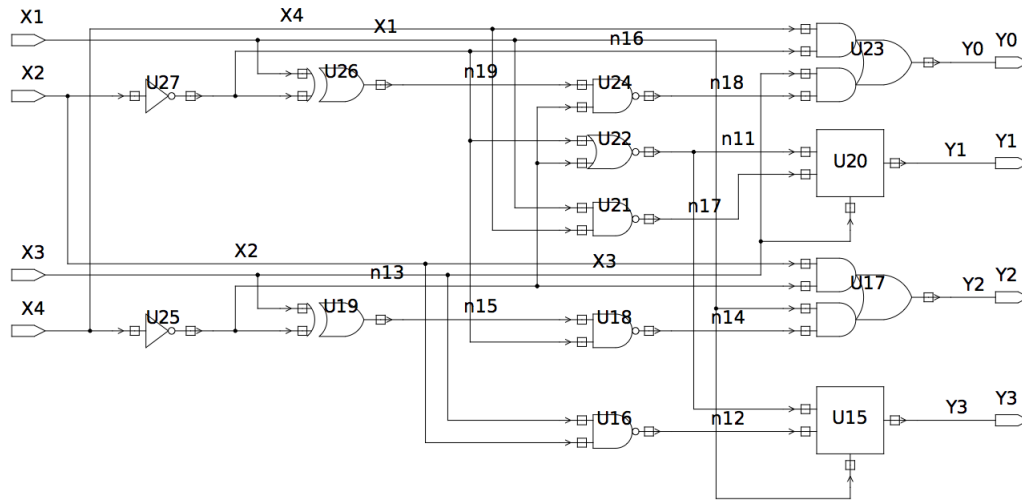 X1 X4 X1 n16 U23 Y0 Y0
X2 U27 U26 n19 U24 n18
U22 n11 U20 Y1 Y1
U21 n17
X3 X2 n13 X3 U17 Y2 Y2
X4 U25 U19 n15 U18 n14
U16 n12 U15 Y3 Y3